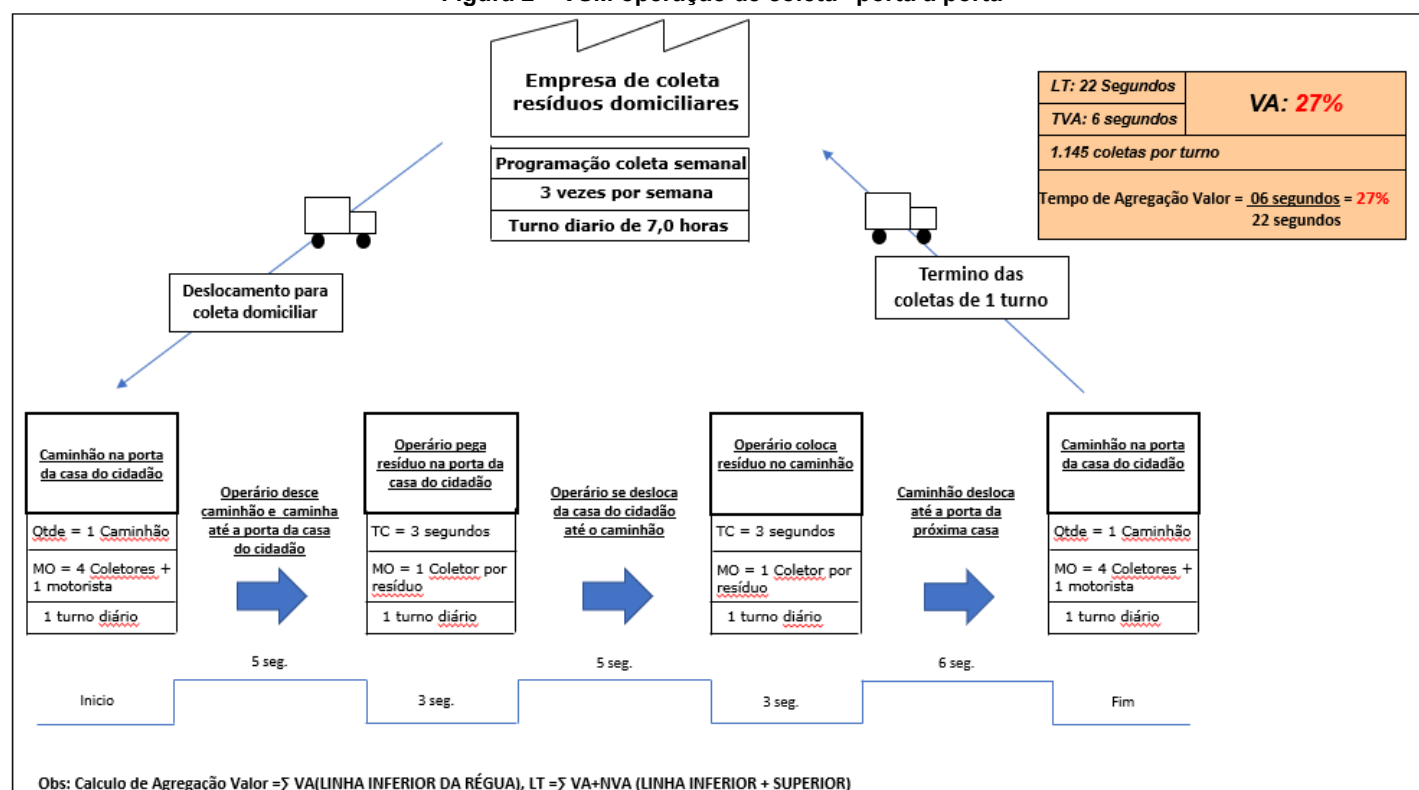 Empresa de coleta
resíduos domiciliares
Programação coleta semanal
3 vezes por semana
Turno diario de 7,0 horas
LT: 22 Segundos
TVA: 6 segundos
VA: 27%
1.145 coletas por turno
Tempo de Agregação Valor = 06 segundos = 27%
22 segundos
Deslocamento para
coleta domiciliar
Termino das
coletas de 1 turno
Caminhão na porta
da casa do cidadão
Qtde = 1 Caminhão
MO = 4 Coletores +
1 motorista
1 turno diário
Operário desce
caminhão e caminha
até a porta da casa
do cidadão
Operário pega
resíduo na porta da
casa do cidadão
TC = 3 segundos
MO = 1 Coletor por
resíduo
1 turno diário
Operário se desloca
da casa do cidadão
até o caminhão
Operário coloca
resíduo no caminhão
TC = 3 segundos
MO = 1 Coletor por
resíduo
1 turno diário
Caminhão desloca
até a porta da
próxima casa
Caminhão na porta
da casa do cidadão
Qtde = 1 Caminhão
MO = 4 Coletores +
1 motorista
1 turno diário
5 seg.
5 seg.
6 seg.
Inicio
3 seg.
3 seg.
Fim
Obs: Calculo de Agregação Valor =∑ VA(LINHA INFERIOR DA RÉGUA), LT =∑ VA+NVA (LINHA INFERIOR + SUPERIOR)